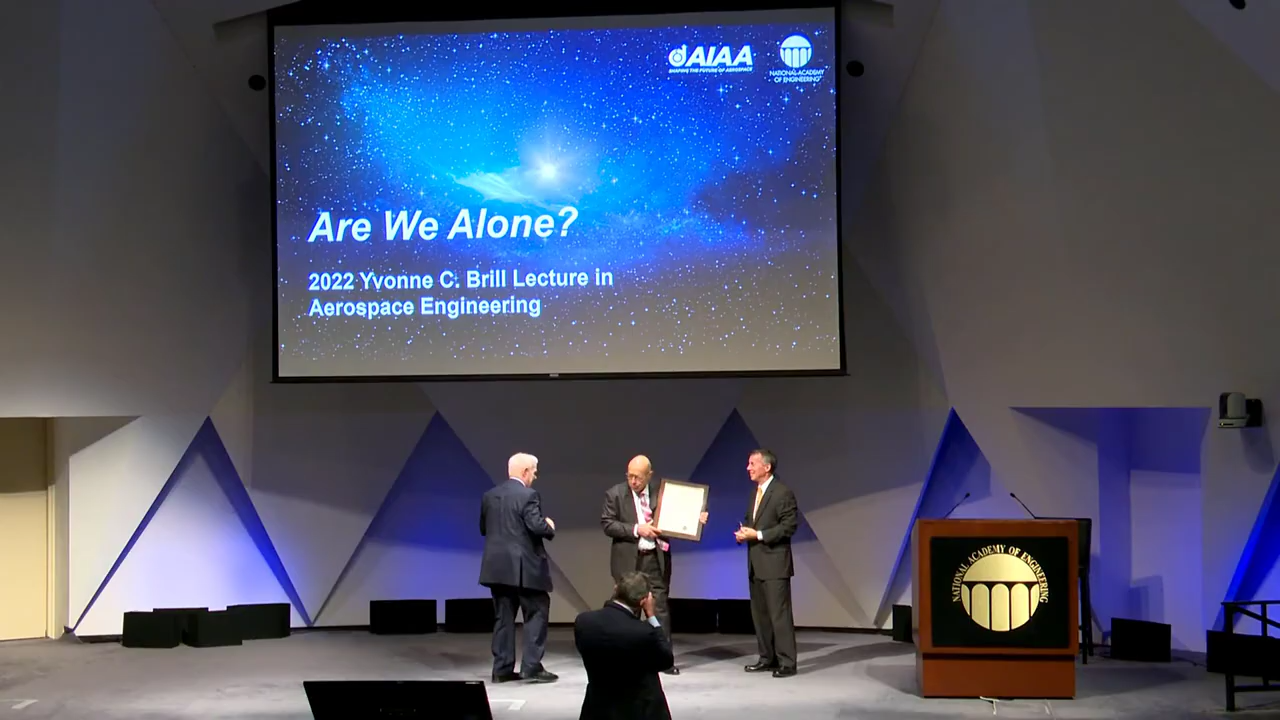 AIAA
SHAPING THE FUTURE OF AEROSPACE
NATIONAL ACADEMY
OF ENGINEERING
Are We Alone?
2022 Yvonne C. Brill Lecture in
Aerospace Engineering
NATIONAL ACADEMY OF ENGINEERING